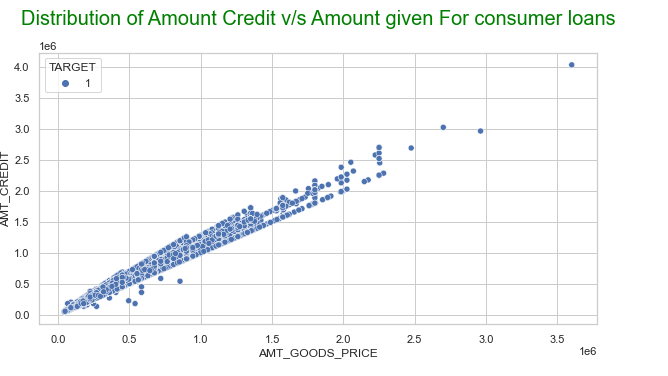 Distribution of Amount Credit v/s Amount given For consumer loans
1e6
TARGET
1
4.0
3.5
3.0
2.5
2.0
1.5
1.0
0.5
0.0
AMT_CREDIT
0.0 0.5 1.0 1.5 2.0 2.5 3.0 3.5
AMT_GOODS_PRICE
1e6